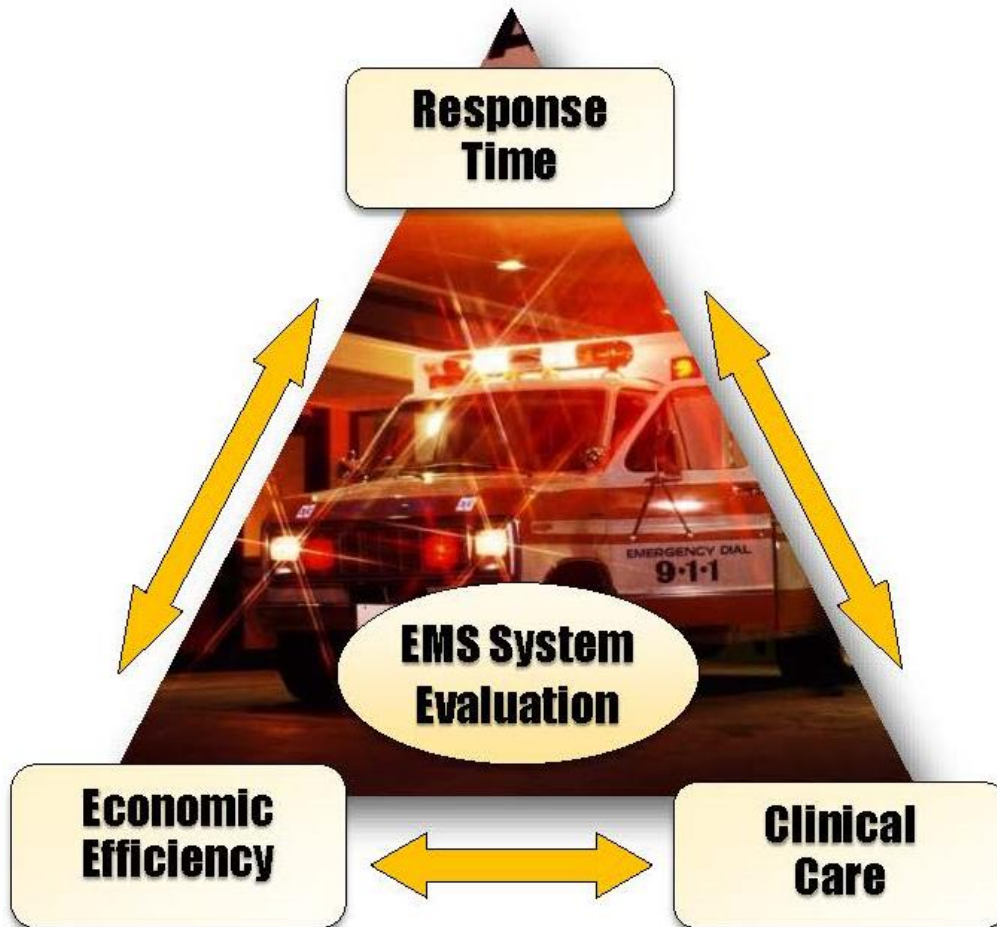 A
Response
Time
EMERGENCY DIAL
9·1·1
EMS System
Evaluation
Economic
Efficiency
Clinical
Care